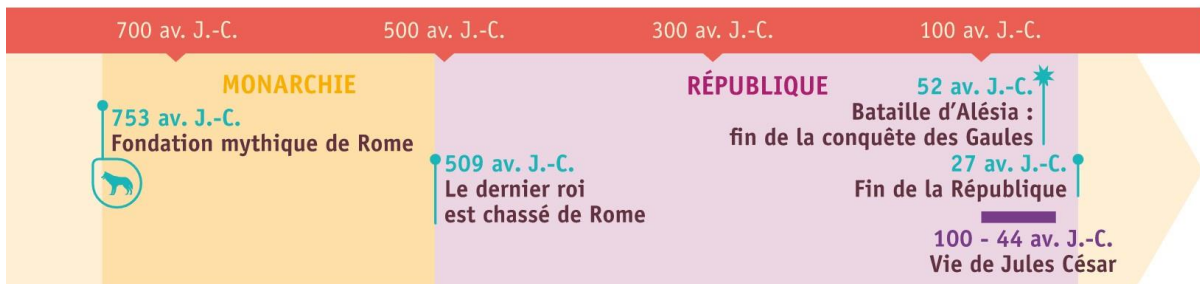 700 av. J.-C.
500 av. J.-C.
300 av. J.-C.
100 av. J.-C.
MONARCHIE
RÉPUBLIQUE
753 av. J.-C.
Fondation mythique de Rome
509 av. J.-C.
Le dernier roi
est chassé de Rome
52 av. J.-C.
Bataille d'Alésia :
fin de la conquête des Gaules
27 av. J.-C.
Fin de la République
100 - 44 av. J.-C.
Vie de Jules César